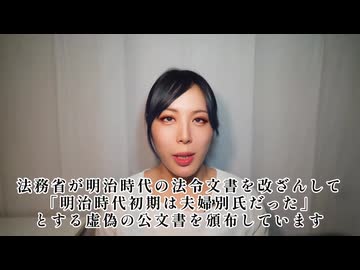 法務省が明治時代の法令文書を改ざんして
「明治時代初期は夫婦別氏だった」
とする虚偽の公文書を頒布しています